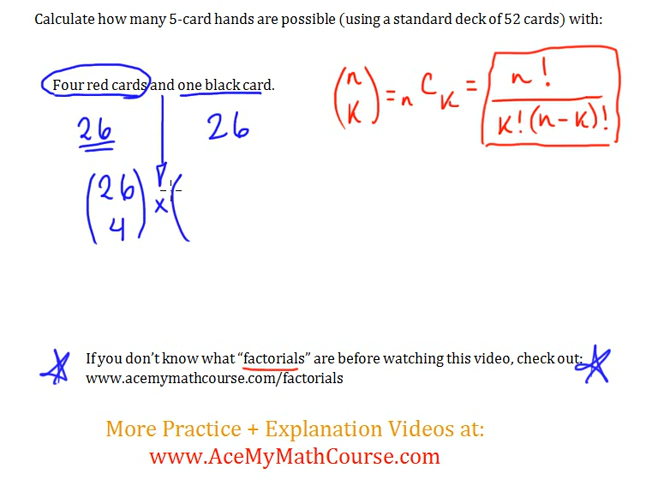 Calculate how many 5-card hands are possible (using a standard deck of 52 cards) with:
Four red cards and one black card.
(n K) = n C K = n! / K!(n-K)!
26 26
(26 4) x (
If you don't know what "factorials" are before watching this video, check out:
www.acemymathcourse.com/factorials
More Practice + Explanation Videos at:
www.AceMyMathCourse.com